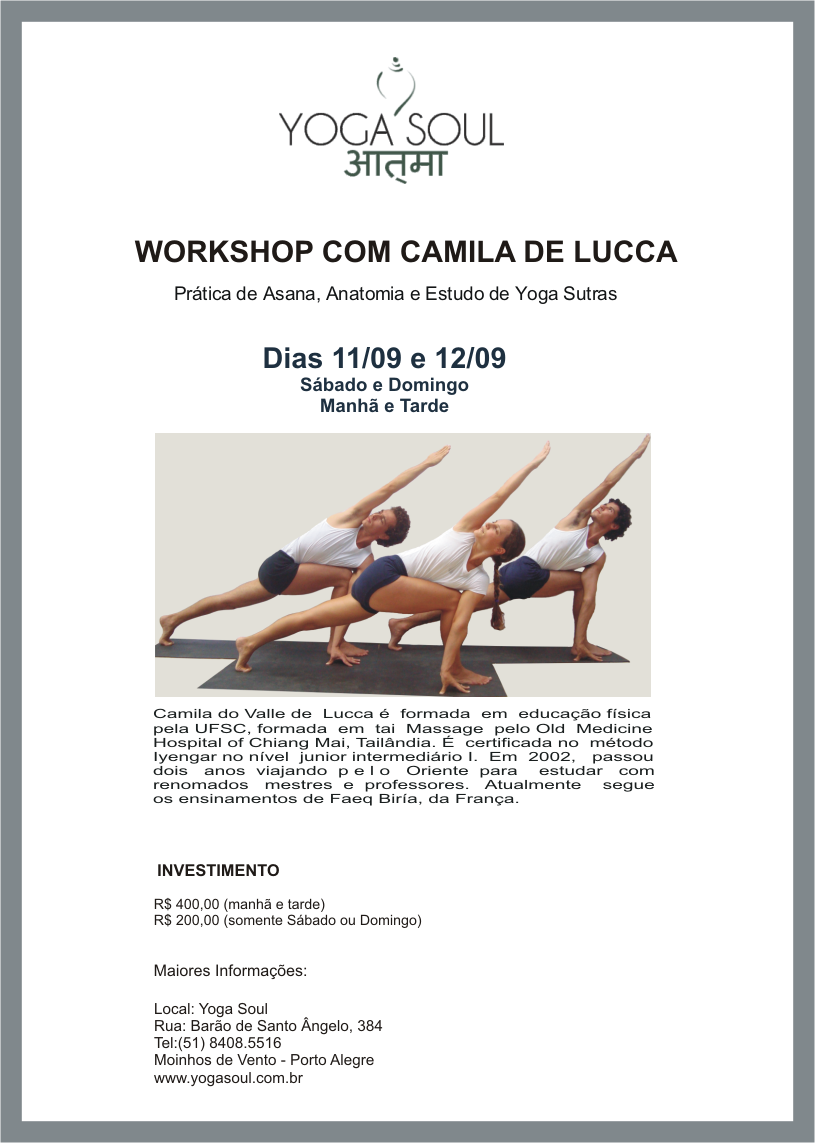 YOGA SOUL
आत्मा
WORKSHOP COM CAMILA DE LUCCA
Prática de Asana, Anatomia e Estudo de Yoga Sutras
Dias 11/09 e 12/09
Sábado e Domingo
Manhã e Tarde
Camila do Valle de Lucca é formada em educação física
pela UFSC, formada em tai Massage pelo Old Medicine
Hospital of Chiang Mai, Tailândia. É certificada no método
Iyengar no nível junior intermediário I. Em 2002, passou
dois anos viajando p e l o Oriente para estudar com
renomados mestres e professores. Atualmente segue
os ensinamentos de Faeq Biría, da França.
INVESTIMENTO
R$ 400,00 (manhã e tarde)
R$ 200,00 (somente Sábado ou Domingo)
Maiores Informações:
Local: Yoga Soul
Rua: Barão de Santo Ângelo, 384
Tel:(51) 8408.5516
Moinhos de Vento - Porto Alegre
www.yogasoul.com.br